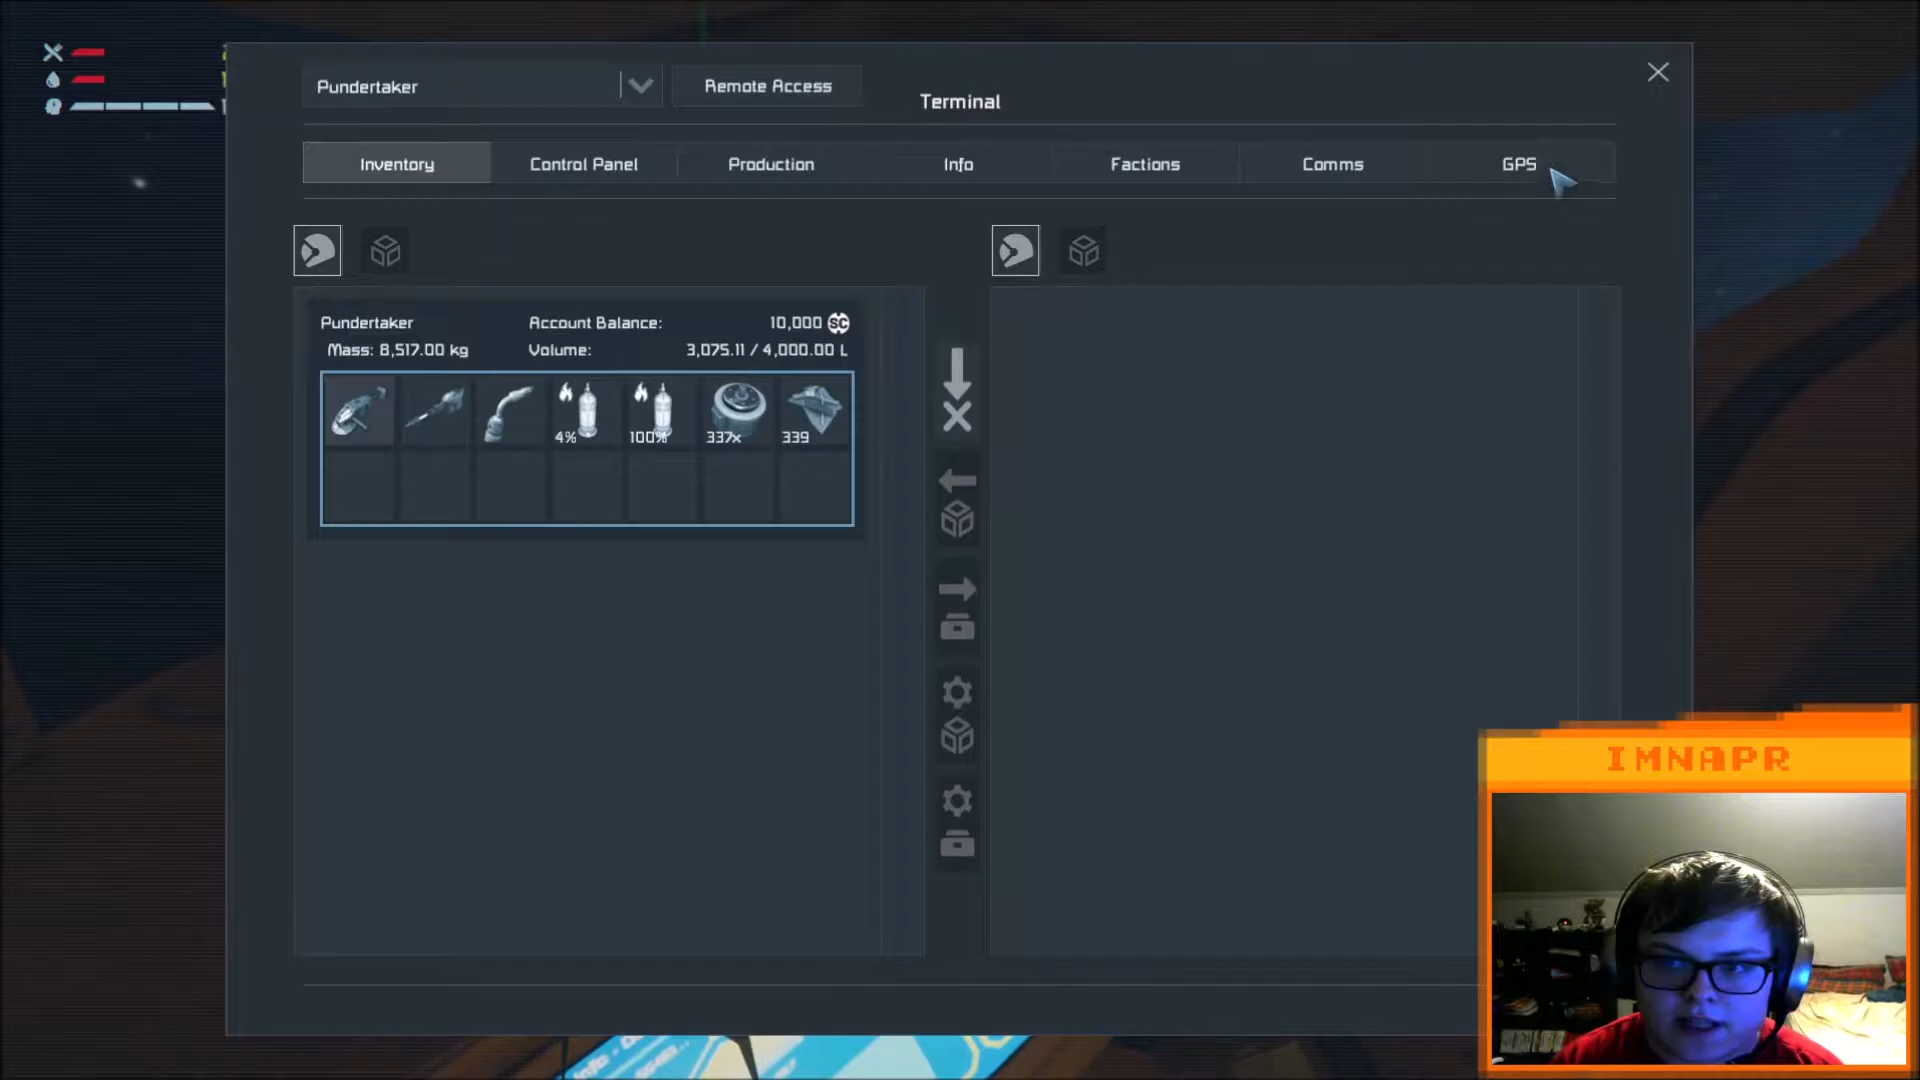 Pundertaker
Remote Access
Terminal
Inventory
Control Panel
Production
Info
Factions
Comms
GPS
Pundertaker
Account Balance:
10,000 SC
Mass: 8,517.00 kg
Volume:
3,075.11 / 4,000.00 L
4%
100%
337x
339
IMNAPR